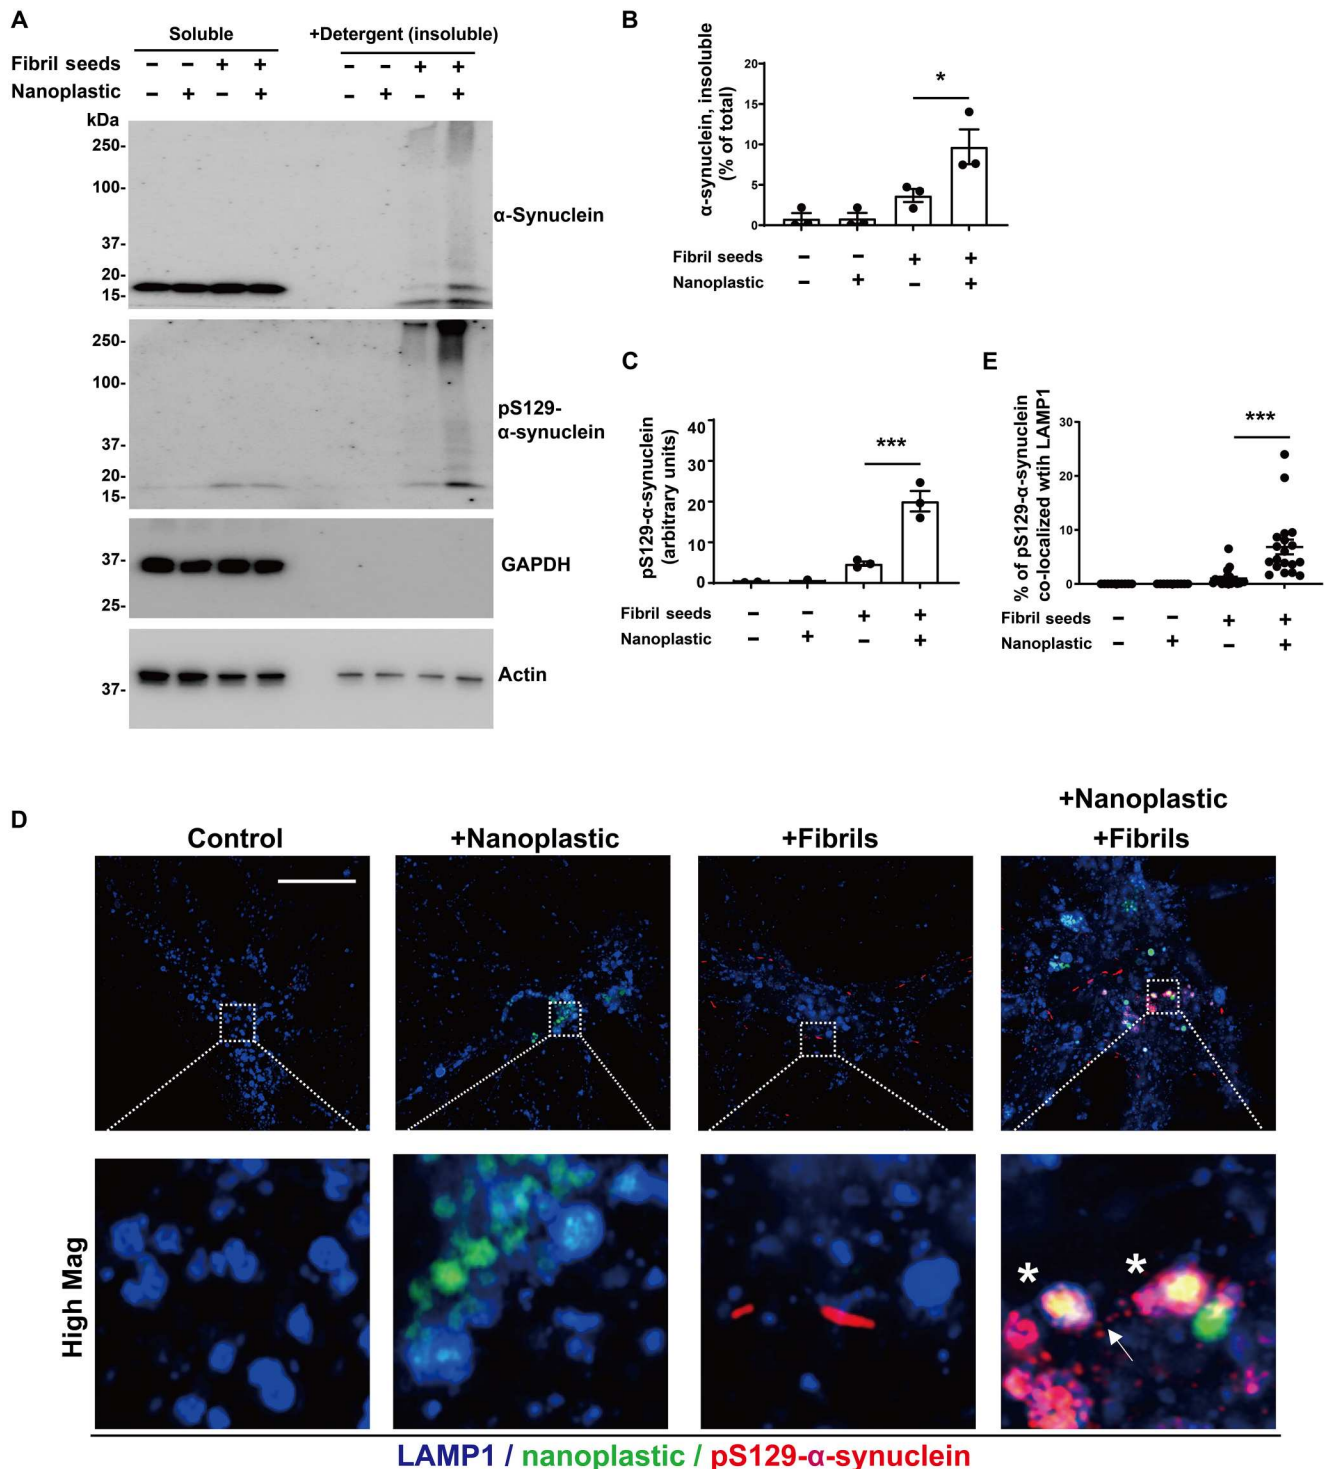 A
Soluble
+Detergent (insoluble)
Fibril seeds − − + + − − + +
Nanoplastic − + − + − + − +
kDa
250-
100-
37-
20-
15-
α-Synuclein
250-
100-
37-
20-
15-
pS129-
α-synuclein
37-
25-
GAPDH
37-
Actin
B
α-synuclein, insoluble
(% of total)
20
15
10
5
0
*
Fibril seeds − − + +
Nanoplastic − + − +
C
pS129-α-synuclein
(arbitrary units)
40
30
20
10
0
***
Fibril seeds − − + +
Nanoplastic − + − +
E
% of pS129-α-synuclein
co-localized wtih LAMP1
30
20
10
0
***
Fibril seeds − − + +
Nanoplastic − + − +
D
Control
+Nanoplastic
+Fibrils
+Nanoplastic
+Fibrils
High Mag
* *
LAMP1 / nanoplastic / pS129-α-synuclein